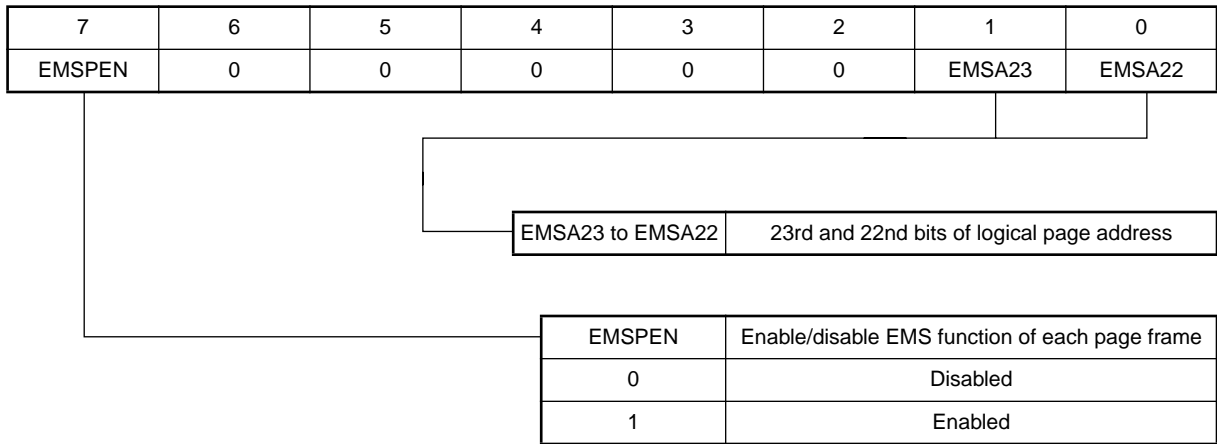 7 6 5 4 3 2 1 0
EMSPEN 0 0 0 0 0 EMSA23 EMSA22
EMSA23 to EMSA22 23rd and 22nd bits of logical page address
EMSPEN Enable/disable EMS function of each page frame
0 Disabled
1 Enabled